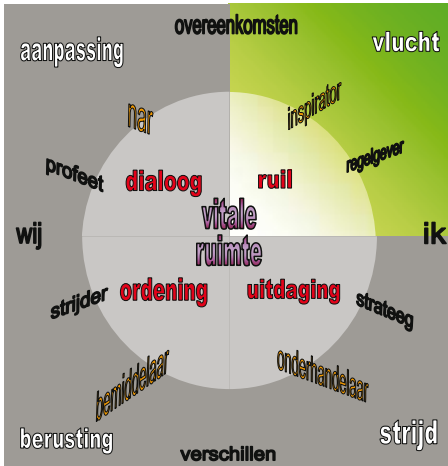 overeenkomsten
aanpassing
vlucht
nar
inspirator
profeet
regelgever
dialoog
ruil
vitale
wij
ik
ruimte
ordening
uitdaging
strijder
strateeg
bemiddelaar
onderhandelaar
berusting
strijd
verschillen